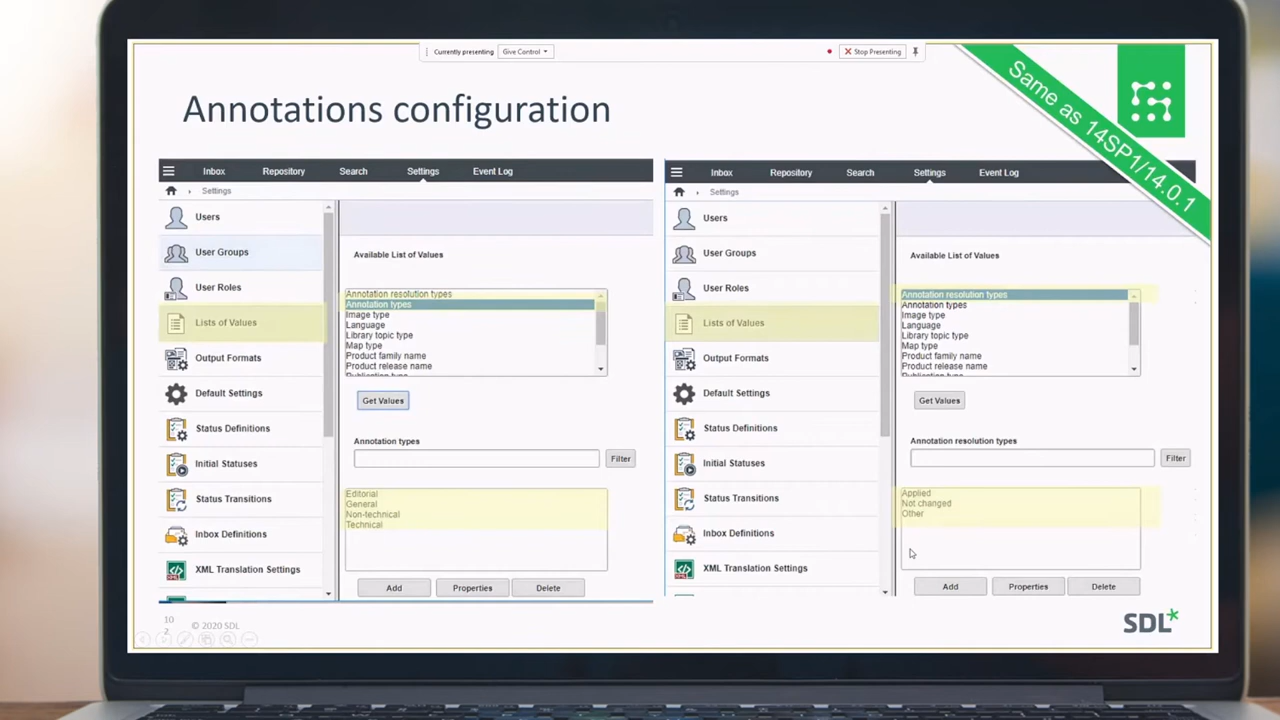 Currently presenting Give Control
Stop Presenting
Same as 14SP1/14.0.1
Annotations configuration
Inbox Repository Search Settings Event Log
Settings
Users
User Groups
User Roles
Lists of Values
Output Formats
Default Settings
Status Definitions
Initial Statuses
Status Transitions
Inbox Definitions
XML Translation Settings
Available List of Values
Annotation resolution types
Annotation types
Image type
Language
Library topic type
Map type
Product family name
Product release name
Publication type
Get Values
Annotation types
Filter
Editorial
General
Non-technical
Technical
Add Properties Delete
Inbox Repository Search Settings Event Log
Settings
Users
User Groups
User Roles
Lists of Values
Output Formats
Default Settings
Status Definitions
Initial Statuses
Status Transitions
Inbox Definitions
XML Translation Settings
Available List of Values
Annotation resolution types
Annotation types
Image type
Language
Library topic type
Map type
Product family name
Product release name
Publication type
Get Values
Annotation resolution types
Filter
Applied
Not changed
Other
Add Properties Delete
10
2
© 2020 SDL
SDL*